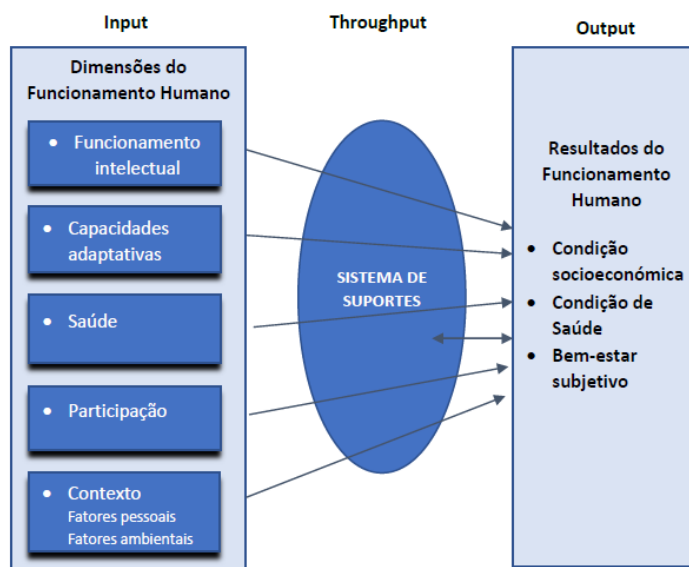 Input
Throughput
Output
Dimensões do
Funcionamento Humano
• Funcionamento
intelectual
• Capacidades
adaptativas
• Saúde
• Participação
• Contexto
Fatores pessoais
Fatores ambientais
SISTEMA DE
SUPORTES
Resultados do
Funcionamento
Humano
• Condição
socioeconómica
• Condição de
Saúde
• Bem-estar
subjetivo